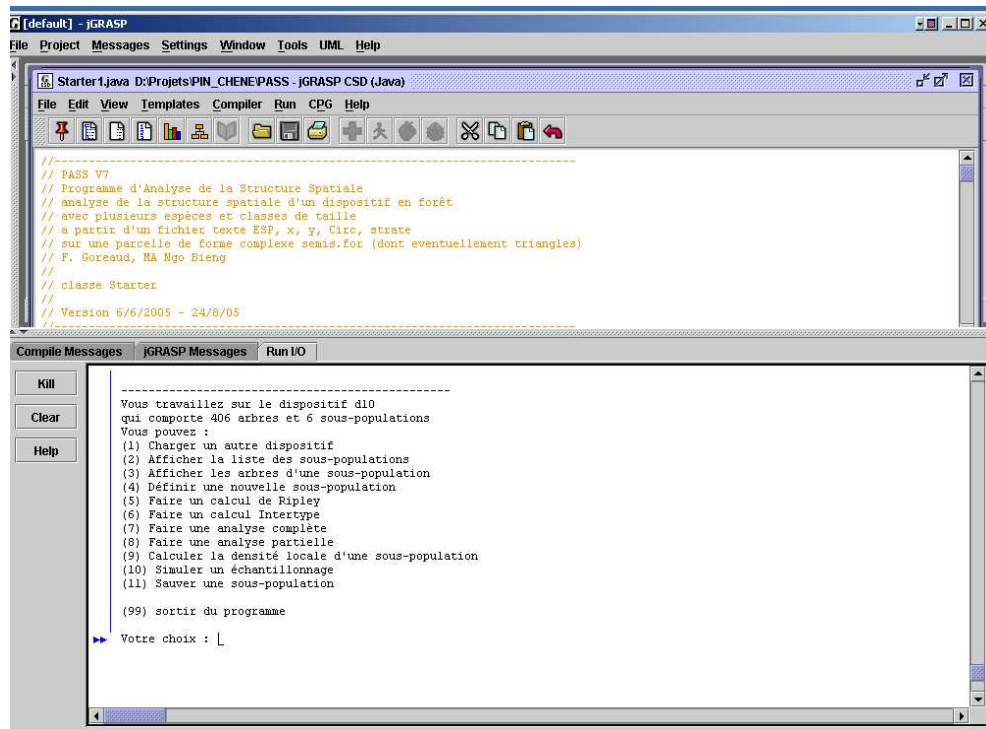 [default] - jGRASP
File Project Messages Settings Window Tools UML Help
Starter1.java D:\Projets\PIN_CHENE\PASS - jGRASP CSD (Java)
File Edit View Templates Compiler Run CPG Help
//----------------------------------------------------------------------------
// PASS V7
// Programme d'Analyse de la Structure Spatiale
// analyse de la structure spatiale d'un dispositif en forêt
// avec plusieurs espèces et classes de taille
// a partir d'un fichier texte ESP, x, y, Circ, strate
// sur une parcelle de forme complexe semis.for (dont eventuellement triangles)
// F. Goreaud, MA Ngo Bieng
//
// classe Starter
//
// Version 6/6/2005 - 24/8/05
//----------------------------------------------------------------------------
Compile Messages jGRASP Messages Run I/O
Kill
Clear
Help
------------------------------------------------
Vous travaillez sur le dispositif d10
qui comporte 406 arbres et 6 sous-populations
Vous pouvez :
(1) Charger un autre dispositif
(2) Afficher la liste des sous-populations
(3) Afficher les arbres d'une sous-population
(4) Définir une nouvelle sous-population
(5) Faire un calcul de Ripley
(6) Faire un calcul Intertype
(7) Faire une analyse complète
(8) Faire une analyse partielle
(9) Calculer la densité locale d'une sous-population
(10) Simuler un échantillonnage
(11) Sauver une sous-population
(99) sortir du programme
Votre choix :